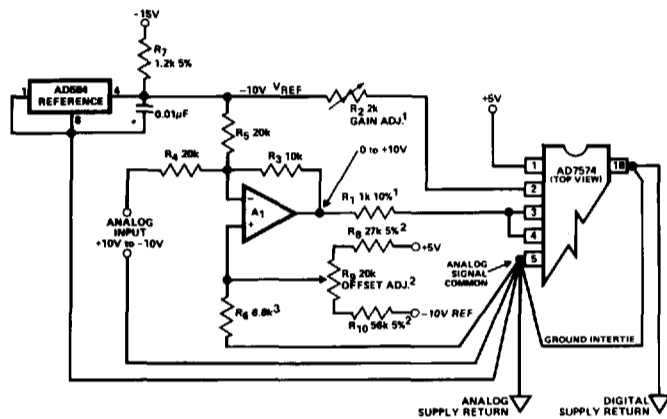 -15V
R7
1.2k 5%
1
AD584
REFERENCE
4
8
0.01µF
-10V VREF
R2 2k
GAIN ADJ.1
+5V
R5 20k
0 to +10V
R4 20k
R3 10k
1
AD7574
(TOP VIEW)
18
2
A1
-
+
R1 1k 10%1
3
4
5
ANALOG
INPUT
+10V to -10V
R8 27k 5%2
+5V
R9 20k
OFFSET ADJ.2
ANALOG
SIGNAL
COMMON
R6 6.8k3
R10 56k 5%2
-10V REF
GROUND INTERTIE
ANALOG
SUPPLY RETURN
DIGITAL
SUPPLY RETURN